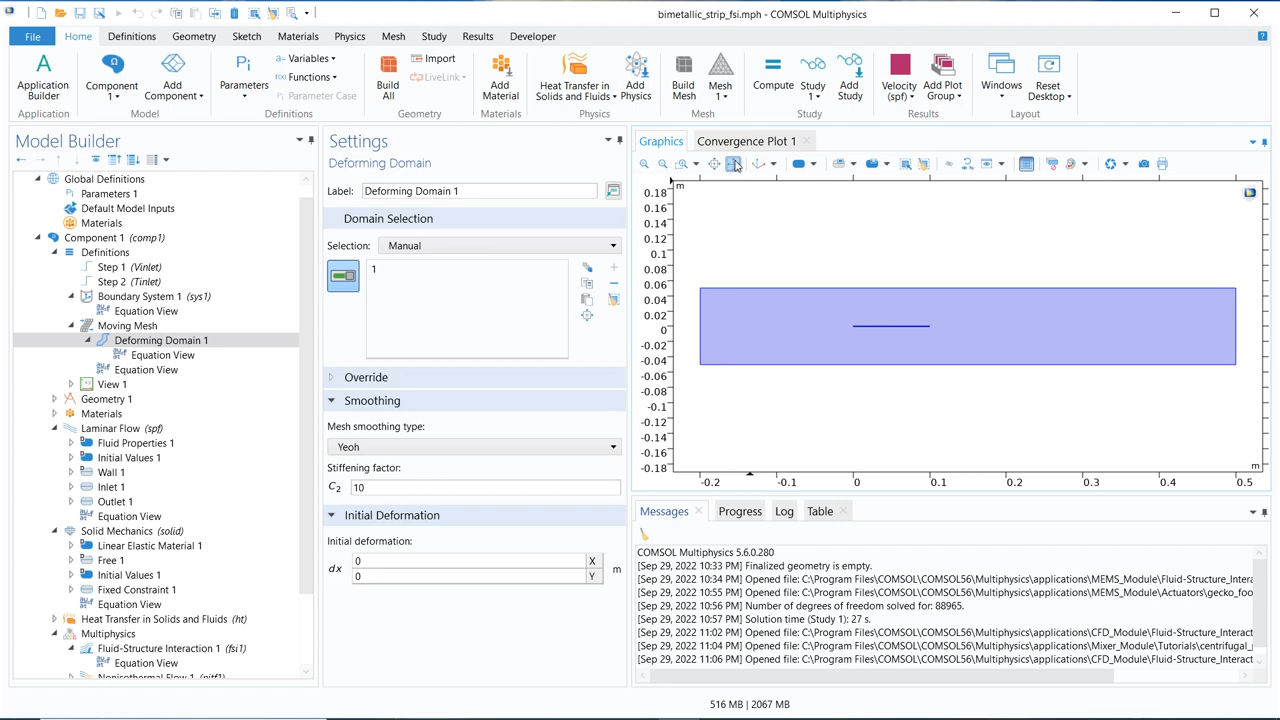 bimetallic_strip_fsi.mph - COMSOL Multiphysics
File Home Definitions Geometry Sketch Materials Physics Mesh Study Results Developer
Application Builder
Component 1
Add Component
Parameters
a= Variables
f(x) Functions
Pi Parameter Case
Build All
Import
LiveLink
Add Material
Heat Transfer in Solids and Fluids
Add Physics
Build Mesh
Mesh 1
Compute
Study 1
Add Study
Velocity (spf)
Add Plot Group
Windows
Reset Desktop
Application Model Definitions Geometry Materials Physics Mesh Study Results Layout
Model Builder
Global Definitions
Pi Parameters 1
Default Model Inputs
Materials
Component 1 (comp1)
Definitions
Step 1 (Vinlet)
Step 2 (Tinlet)
Boundary System 1 (sys1)
Equation View
Moving Mesh
Deforming Domain 1
Equation View
Equation View
View 1
Geometry 1
Materials
Laminar Flow (spf)
Fluid Properties 1
Initial Values 1
Wall 1
Inlet 1
Outlet 1
Equation View
Solid Mechanics (solid)
Linear Elastic Material 1
Free 1
Initial Values 1
Fixed Constraint 1
Equation View
Heat Transfer in Solids and Fluids (ht)
Multiphysics
Fluid-Structure Interaction 1 (fsi1)
Equation View
Nonisothermal Flow 1 (nitf1)
Settings
Deforming Domain
Label: Deforming Domain 1
Domain Selection
Selection: Manual
1
Override
Smoothing
Mesh smoothing type:
Yeoh
Stiffening factor:
C2 10
Initial Deformation
Initial deformation:
dx 0 X
0 Y
m
Graphics Convergence Plot 1
m
0.18
0.16
0.14
0.12
0.1
0.08
0.06
0.04
0.02
0
-0.02
-0.04
-0.06
-0.08
-0.1
-0.12
-0.14
-0.16
-0.18
m
-0.2 -0.1 0 0.1 0.2 0.3 0.4 0.5
Messages Progress Log Table
COMSOL Multiphysics 5.6.0.280
[Sep 29, 2022 10:33 PM] Finalized geometry is empty.
[Sep 29, 2022 10:34 PM] Opened file: C:\Program Files\COMSOL\COMSOL56\Multiphysics\applications\MEMS_Module\Fluid-Structure_Intera
[Sep 29, 2022 10:55 PM] Opened file: C:\Program Files\COMSOL\COMSOL56\Multiphysics\applications\MEMS_Module\Actuators\gecko_foo
[Sep 29, 2022 10:56 PM] Number of degrees of freedom solved for: 88965.
[Sep 29, 2022 10:57 PM] Solution time (Study 1): 27 s.
[Sep 29, 2022 11:02 PM] Opened file: C:\Program Files\COMSOL\COMSOL56\Multiphysics\applications\CFD_Module\Fluid-Structure_Interact
[Sep 29, 2022 11:04 PM] Opened file: C:\Program Files\COMSOL\COMSOL56\Multiphysics\applications\Mixer_Module\Tutorials\centrifugal_
[Sep 29, 2022 11:06 PM] Opened file: C:\Program Files\COMSOL\COMSOL56\Multiphysics\applications\CFD_Module\Fluid-Structure_Interact
516 MB | 2067 MB